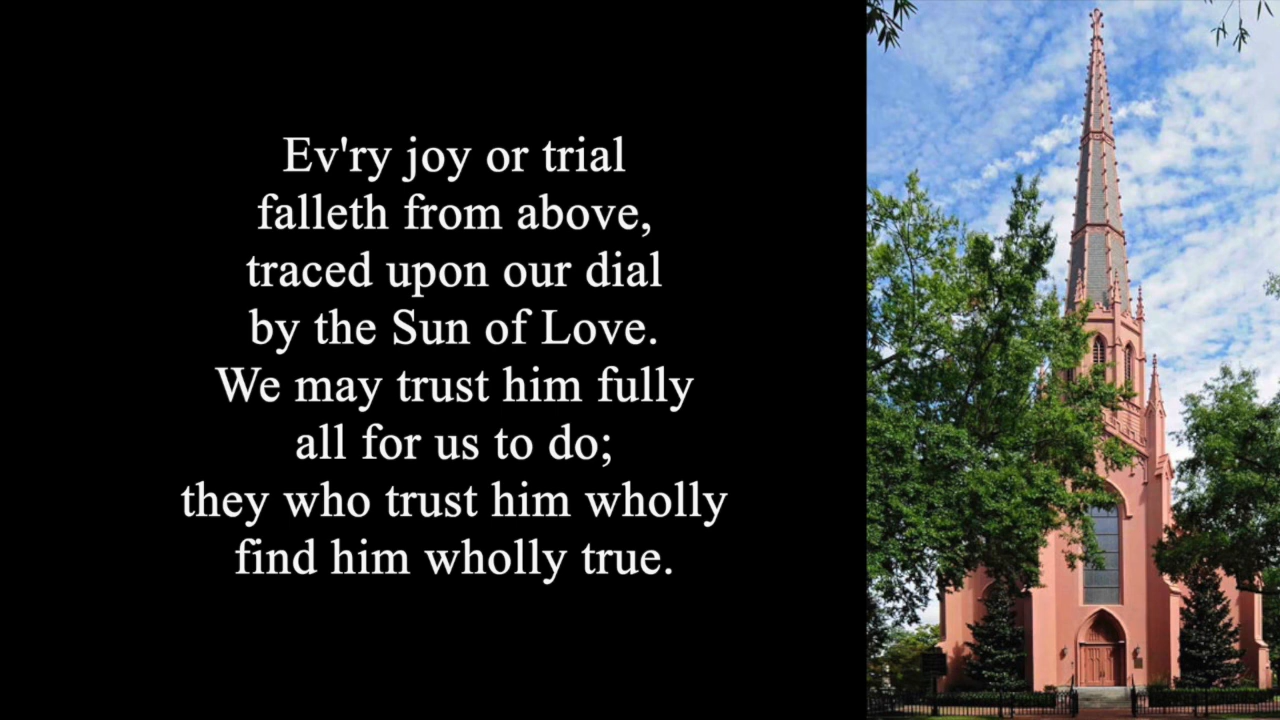 Ev'ry joy or trial
falleth from above,
traced upon our dial
by the Sun of Love.
We may trust him fully
all for us to do;
they who trust him wholly
find him wholly true.